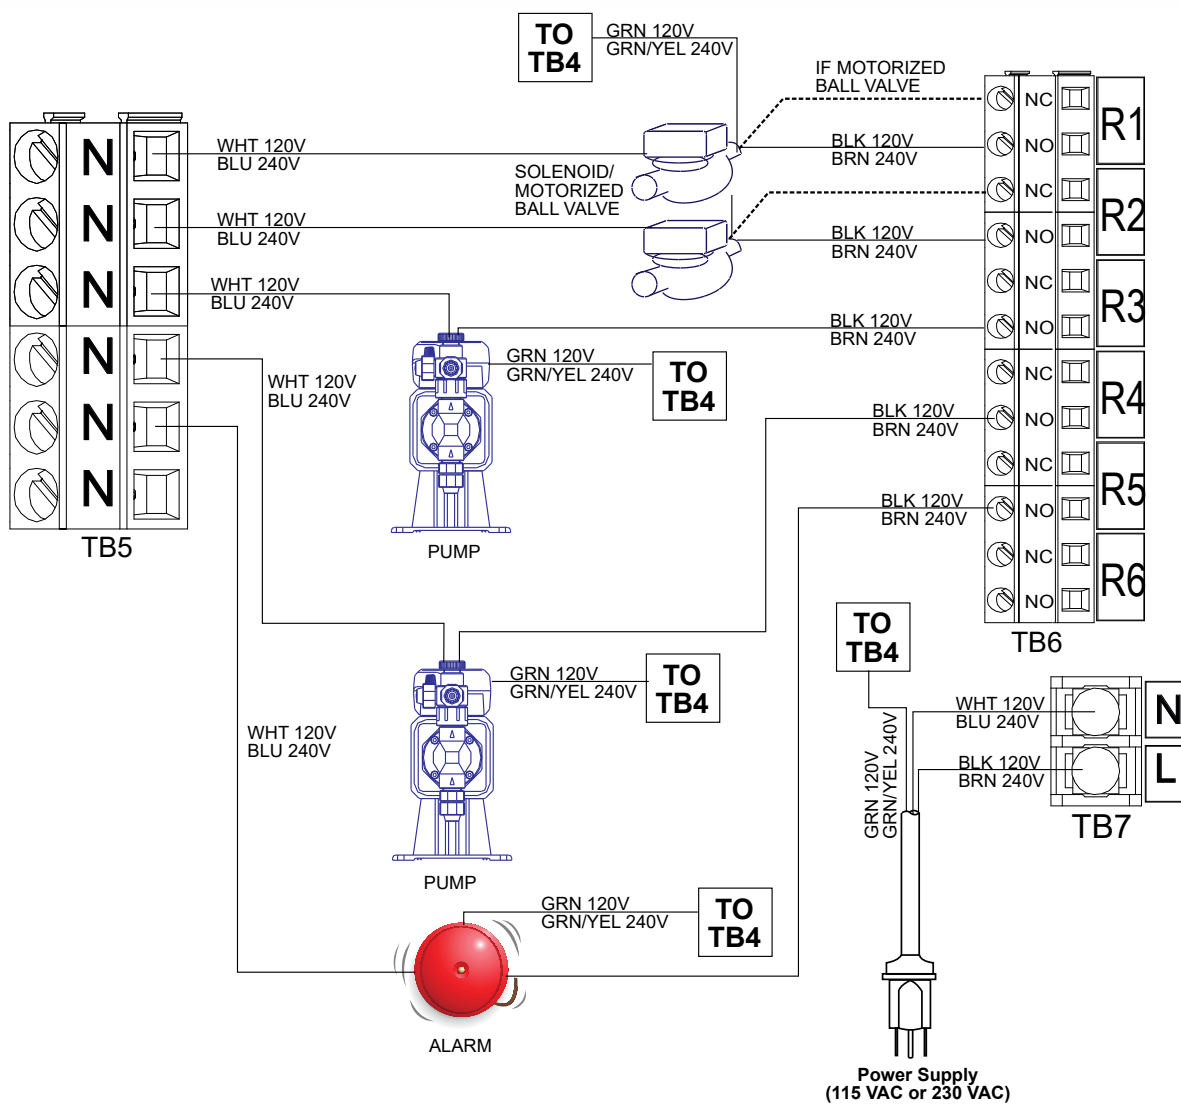 TO
TB4
GRN 120V
GRN/YEL 240V
IF MOTORIZED
BALL VALVE
N
WHT 120V
BLU 240V
SOLENOID/
MOTORIZED
BALL VALVE
BLK 120V
BRN 240V
NC
R1
NO
N
WHT 120V
BLU 240V
BLK 120V
BRN 240V
NC
R2
NO
N
WHT 120V
BLU 240V
BLK 120V
BRN 240V
NC
R3
NO
N
WHT 120V
BLU 240V
GRN 120V
GRN/YEL 240V
TO
TB4
BLK 120V
BRN 240V
NC
R4
NO
N
N
TB5
PUMP
BLK 120V
BRN 240V
NC
R5
NO
NC
R6
NO
TB6
WHT 120V
BLU 240V
GRN 120V
GRN/YEL 240V
TO
TB4
PUMP
TO
TB4
GRN 120V
GRN/YEL 240V
WHT 120V
BLU 240V
N
BLK 120V
BRN 240V
L
TB7
GRN 120V
GRN/YEL 240V
TO
TB4
ALARM
Power Supply
(115 VAC or 230 VAC)